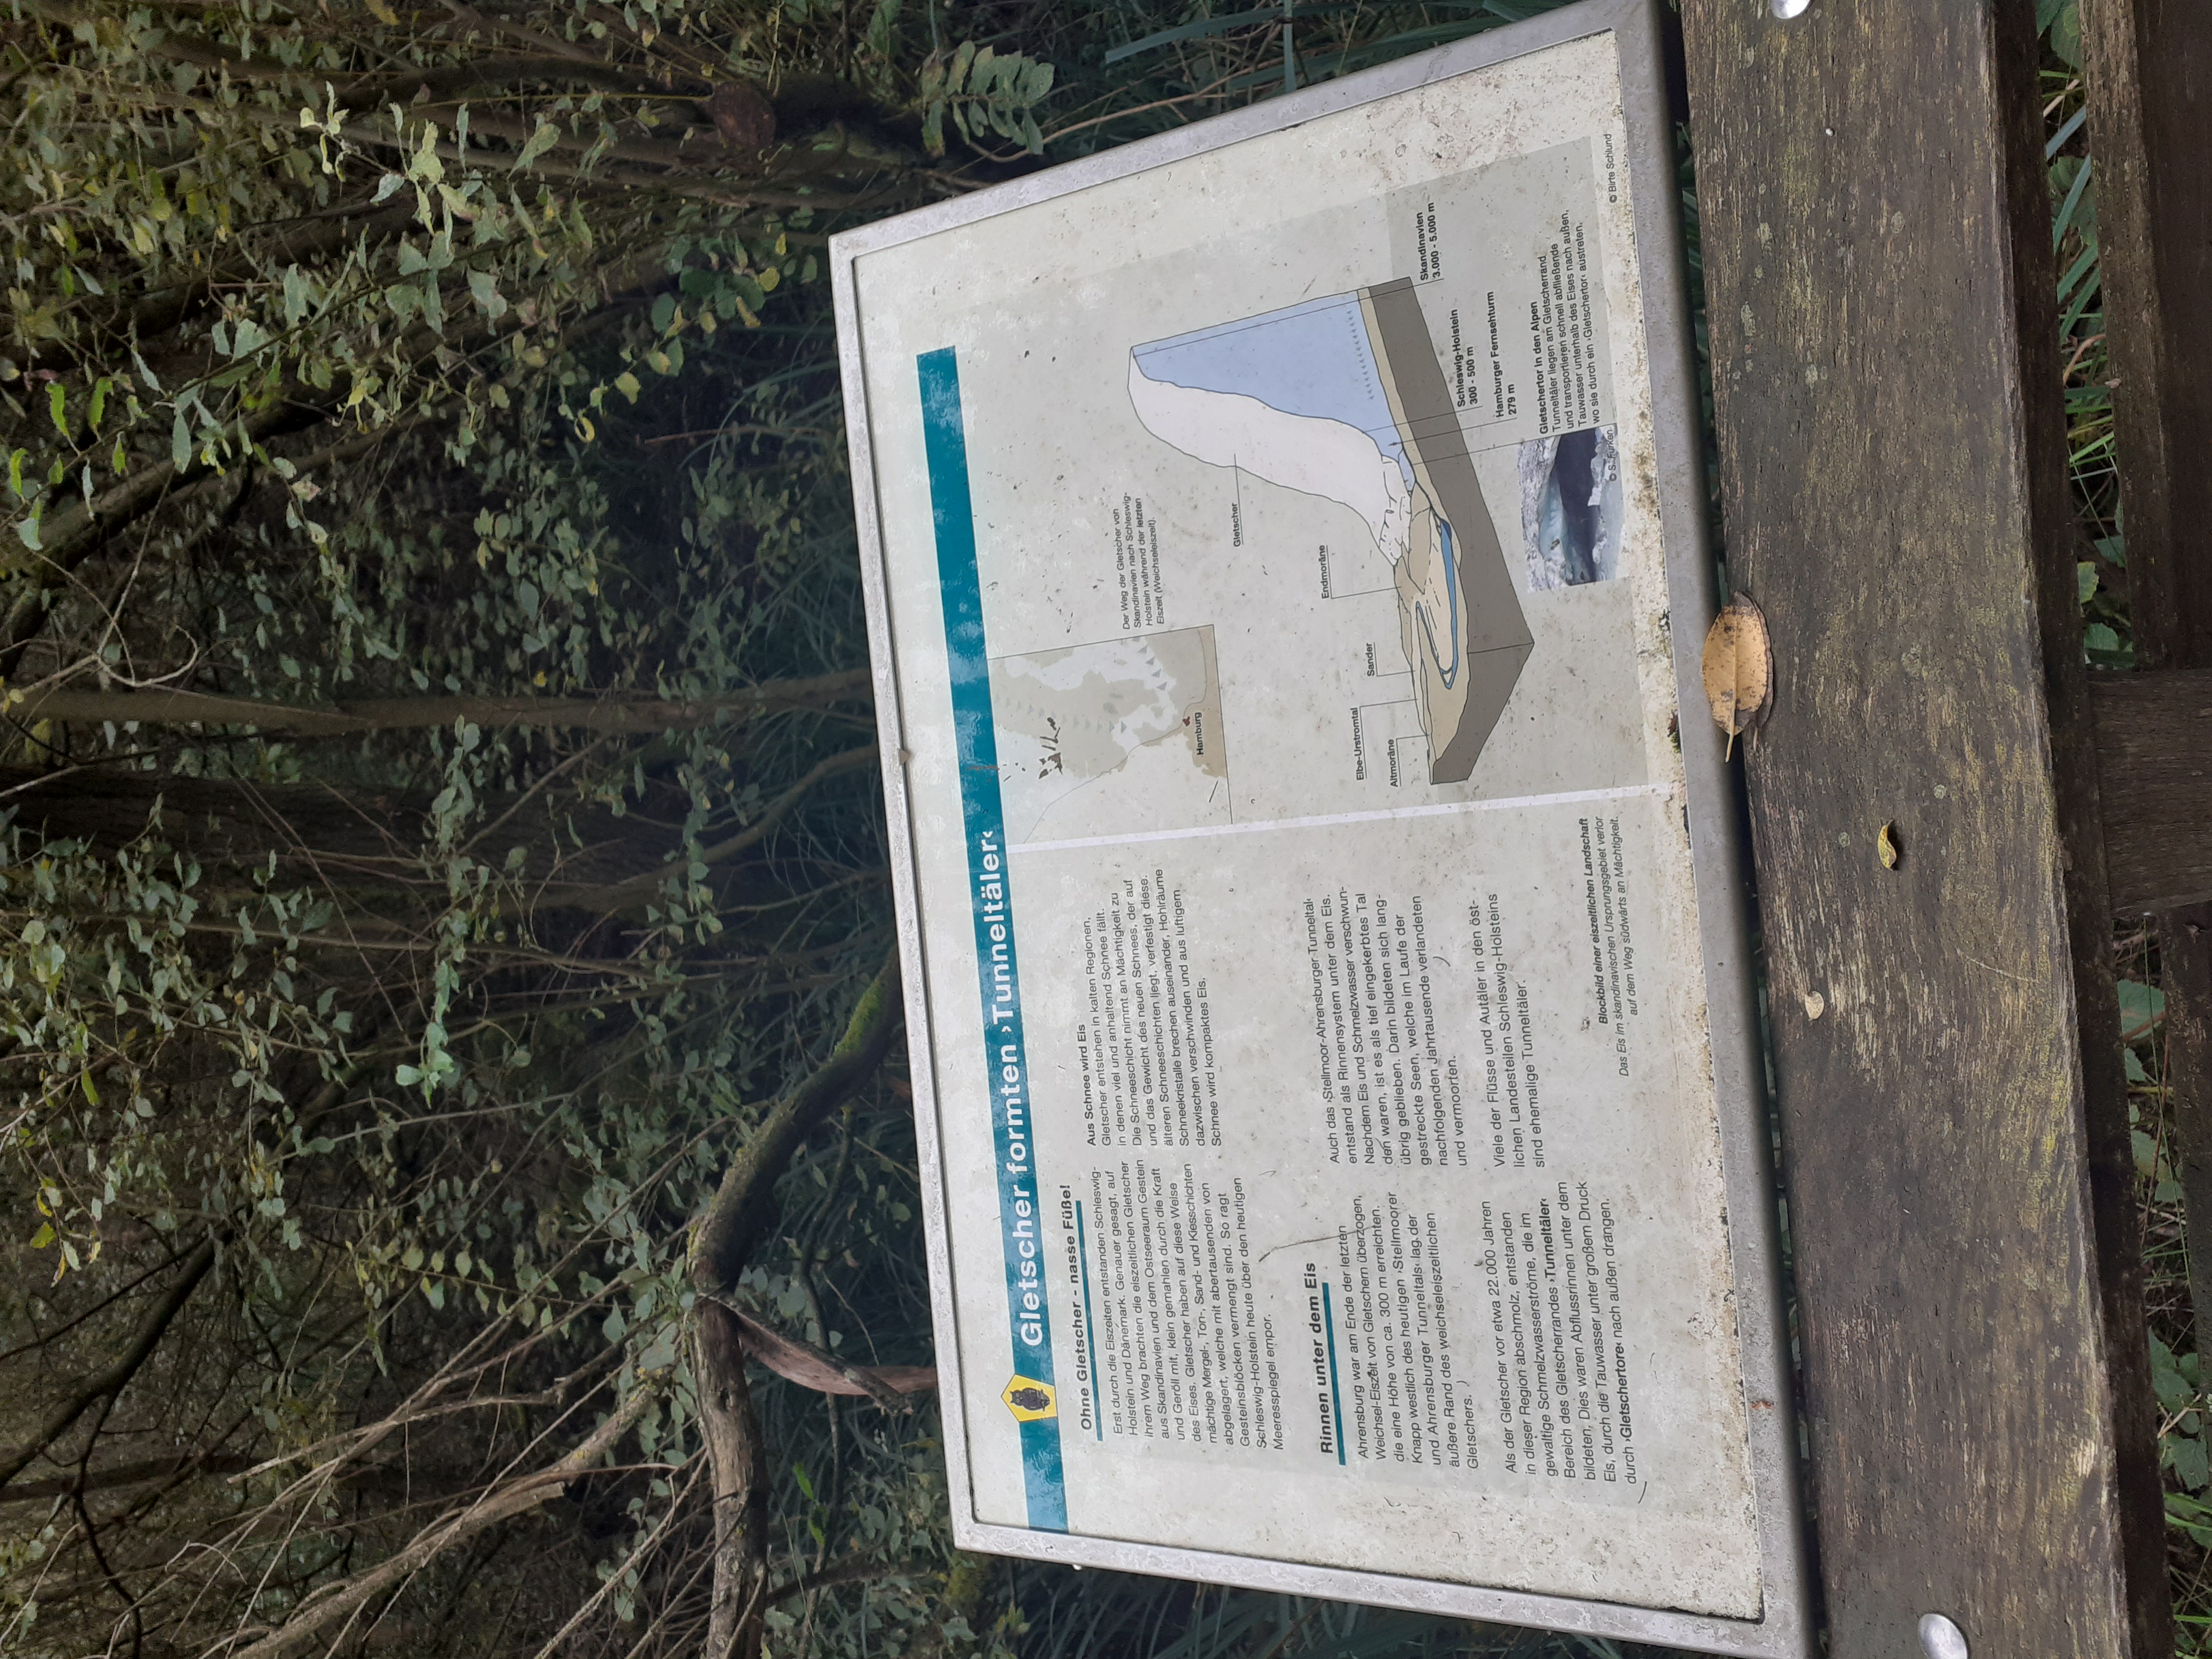 Gletscher formten ›Tunneltäler‹
Ohne Gletscher - nasse Füße!
Erst durch die Eiszeiten entstanden Schleswig-
Holstein und Dänemark. Genauer gesagt, auf
ihrem Weg brachten die eiszeitlichen Gletscher
aus Skandinavien und dem Ostseeraum Gestein
und Geröll mit, klein gemahlen durch die Kraft
des Eises. Gletscher haben auf diese Weise
mächtige Mergel-, Ton-, Sand- und Kiesschichten
abgelagert, welche mit abertausenden von
Gesteinsblöcken vermengt sind. So ragt
Schleswig-Holstein heute über den heutigen
Meeresspiegel empor.
Aus Schnee wird Eis
Gletscher entstehen in kalten Regionen,
in denen viel und anhaltend Schnee fällt.
Die Schneeschicht nimmt an Mächtigkeit zu
und das Gewicht des neuen Schnees, der auf
älteren Schneeschichten liegt, verfestigt diese.
Schneekristalle brechen auseinander, Hohlräume
dazwischen verschwinden und aus luftigem
Schnee wird kompaktes Eis.
Rinnen unter dem Eis
Ahrensburg war am Ende der letzten
Weichsel-Eiszeit von Gletschern überzogen,
die eine Höhe von ca. 300 m erreichten.
Knapp westlich des heutigen ›Stellmoorer
und Ahrensburger Tunneltals‹ lag der
äußere Rand des weichseleiszeitlichen
Gletschers.
Als der Gletscher vor etwa 22.000 Jahren
in dieser Region abschmolz, entstanden
gewaltige Schmelzwasserströme, die im
Bereich des Gletscherrandes ›Tunneltäler‹
bildeten. Dies waren Abflussrinnen unter dem
Eis, durch die Tauwasser unter großem Druck
durch ›Gletschertore‹ nach außen drangen.
Auch das ›Stellmoor-Ahrensburger Tunneltal‹
entstand als Rinnensystem unter dem Eis.
Nachdem Eis und Schmelzwasser verschwun-
den waren, ist es als tief eingekerbtes Tal
übrig geblieben. Darin bildeten sich lang-
gestreckte Seen, welche im Laufe der
nachfolgenden Jahrtausende verlandeten
und vermoorten.
Viele der Flüsse und Autäler in den öst-
lichen Landesteilen Schleswig-Holsteins
sind ehemalige Tunneltäler.
Blockbild einer eiszeitlichen Landschaft
Das Eis im skandinavischen Ursprungsgebiet verlor
auf dem Weg südwärts an Mächtigkeit.
Hamburg
Der Weg der Gletscher von
Skandinavien nach Schleswig-
Holstein während der letzten
Eiszeit (Weichseleiszeit).
Gletscher
Endmoräne
Elbe-Urstromtal
Sander
Altmoräne
Skandinavien
3.000 - 5.000 m
Schleswig-Holstein
300 - 500 m
Hamburger Fernsehturm
279 m
Gletschertor in den Alpen
Tunneltäler liegen am Gletscherrand
und transportieren schnell abfließende
Tauwasser unterhalb des Eises nach außen,
wo sie durch ein ›Gletschertor‹ austreten.
© S. Furken
© Birte Schlund